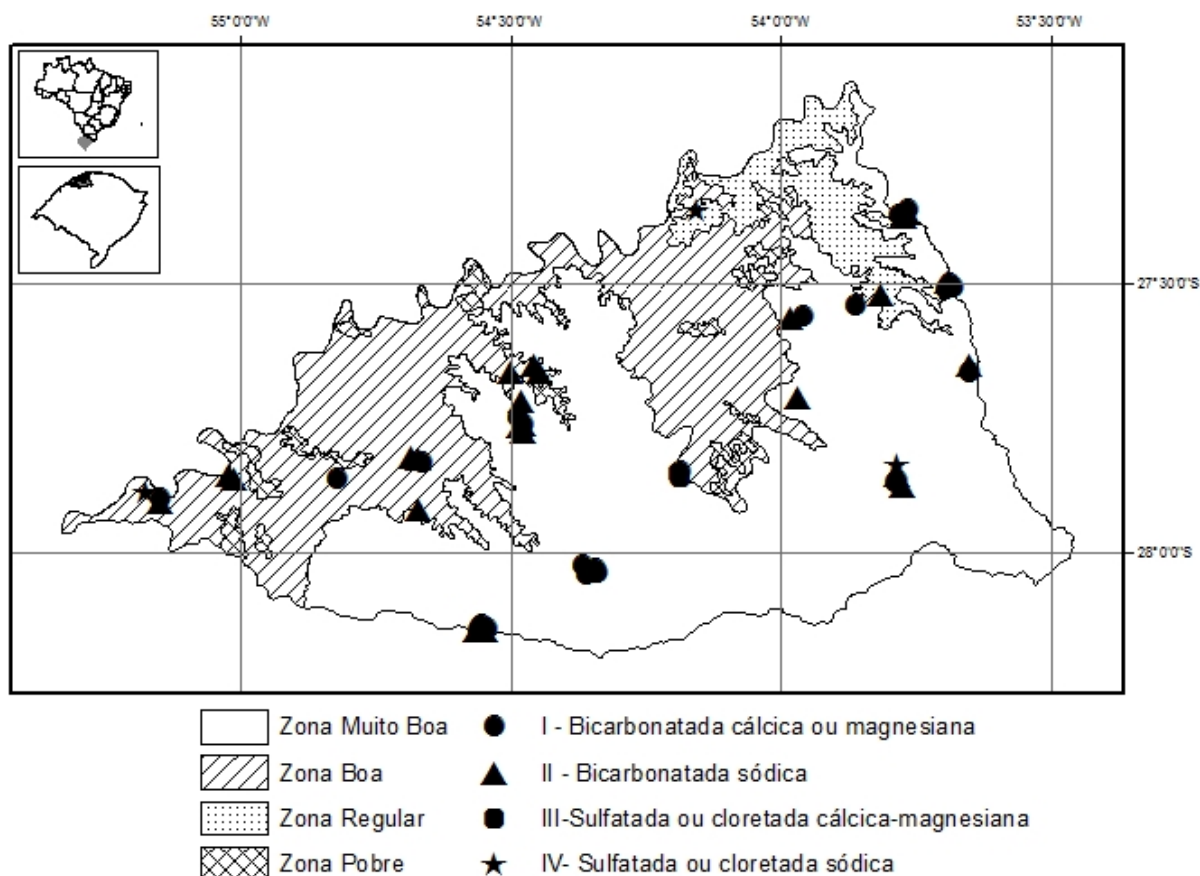 55°0'0"W 54°30'0"W 54°0'0"W 53°30'0"W
27°30'0"S
28°0'0"S
Zona Muito Boa I - Bicarbonatada cálcica ou magnesiana
Zona Boa II - Bicarbonatada sódica
Zona Regular III-Sulfatada ou cloretada cálcica-magnesiana
Zona Pobre IV- Sulfatada ou cloretada sódica